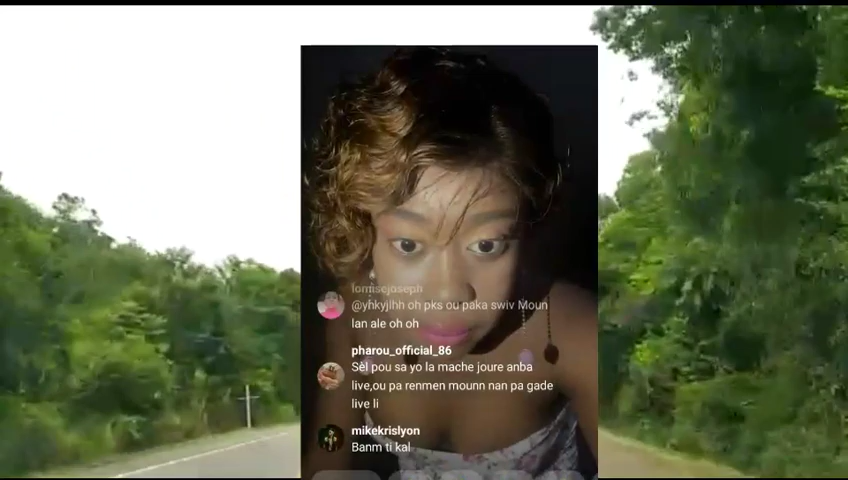 lomisejoseph
@yhkyjlhh oh pks ou paka swiv Moun
lan ale oh oh
pharou_official_86
Sèl pou sa yo la mache joure anba
live,ou pa renmen mounn nan pa gade
live li
mikekrislyon
Banm ti kal